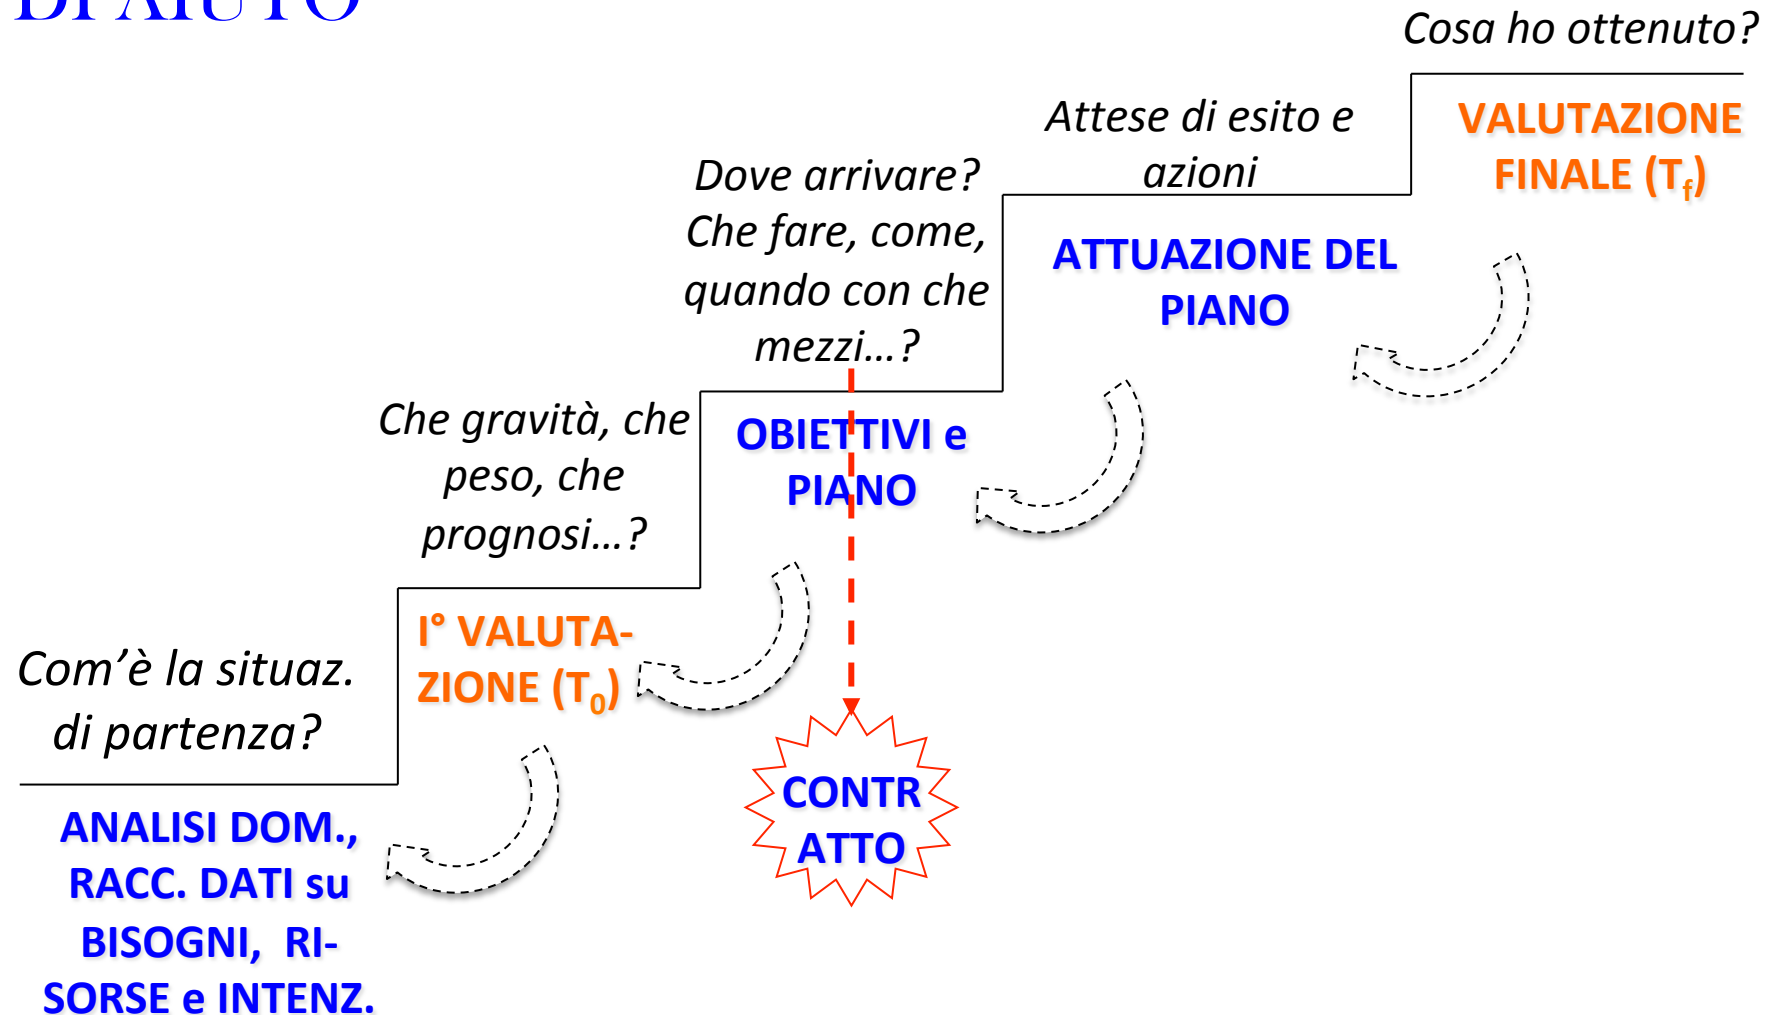 DI AIUTO
Cosa ho ottenuto?
VALUTAZIONE
FINALE (Tf)
Attese di esito e
azioni
ATTUAZIONE DEL
PIANO
Dove arrivare?
Che fare, come,
quando con che
mezzi…?
OBIETTIVI e
PIANO
CONTR
ATTO
Che gravità, che
peso, che
prognosi…?
I° VALUTA-
ZIONE (T0)
Com’è la situaz.
di partenza?
ANALISI DOM.,
RACC. DATI su
BISOGNI, RI-
SORSE e INTENZ.